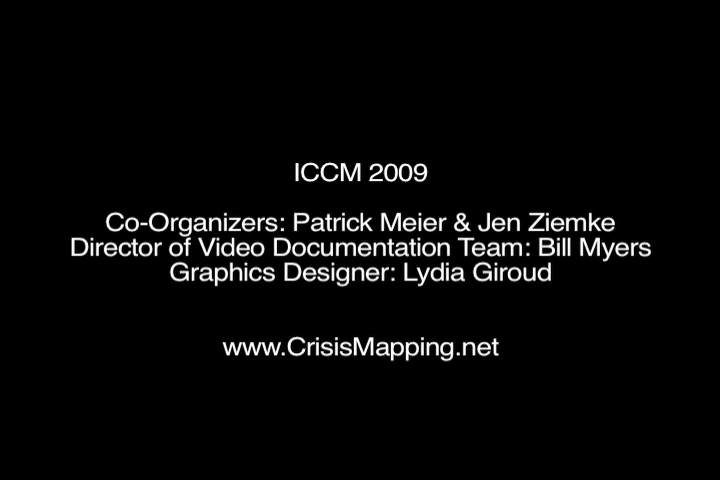 ICCM 2009
Co-Organizers: Patrick Meier & Jen Ziemke
Director of Video Documentation Team: Bill Myers
Graphics Designer: Lydia Giroud
www.CrisisMapping.net